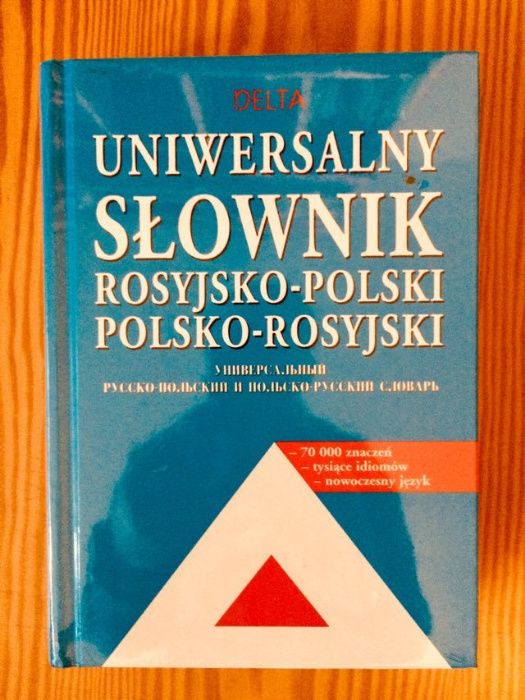 DELTA
UNIWERSALNY
SŁOWNIK
ROSYJSKO-POLSKI
POLSKO-ROSYJSKI
УНИВЕРСАЛЬНЫЙ
РУССКО-ПОЛЬСКИЙ И ПОЛЬСКО-РУССКИЙ СЛОВАРЬ
– 70 000 znaczeń
– tysiące idiomów
– nowoczesny język